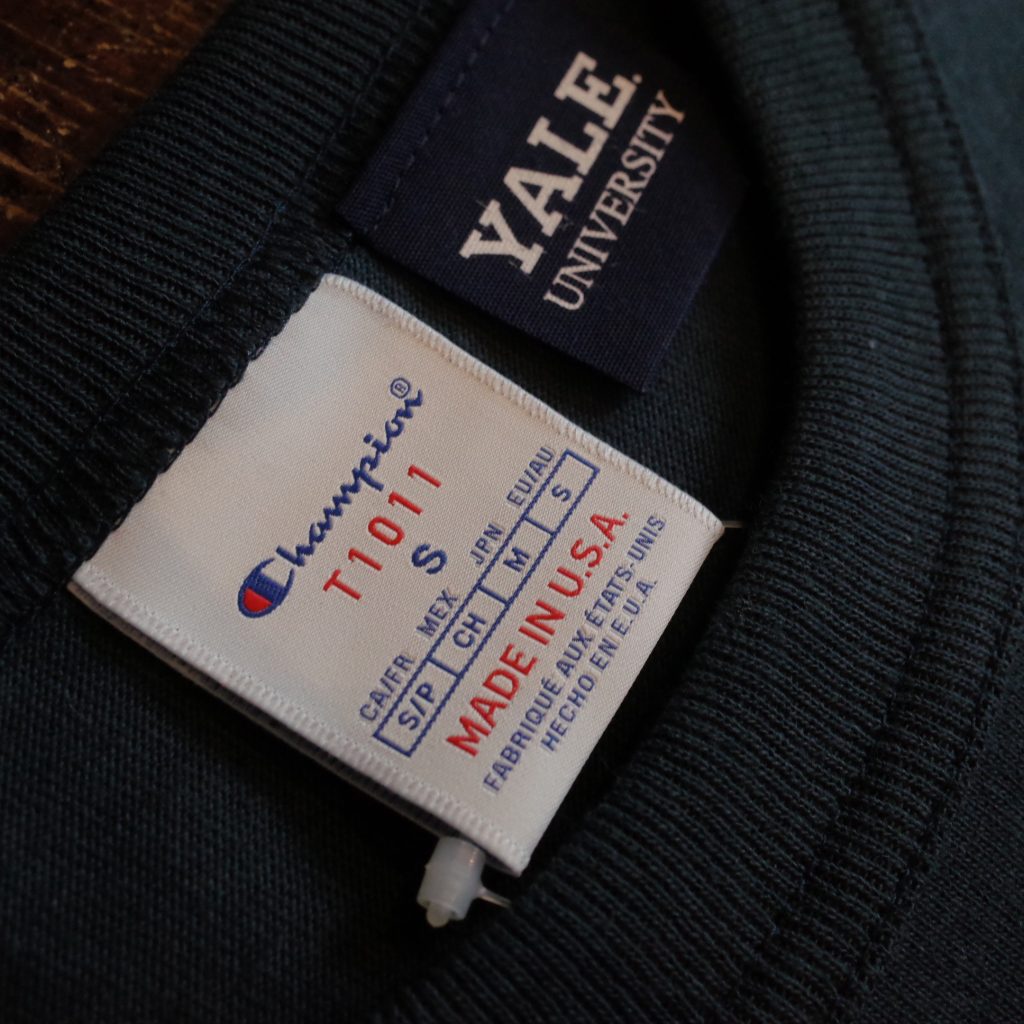 YALE.
UNIVERSITY
Champion®
T1011
S
CA/FR MEX JPN EU/AU
S/P CH M S
MADE IN U.S.A.
FABRIQUÉ AUX ÉTATS-UNIS
HECHO EN E.U.A.